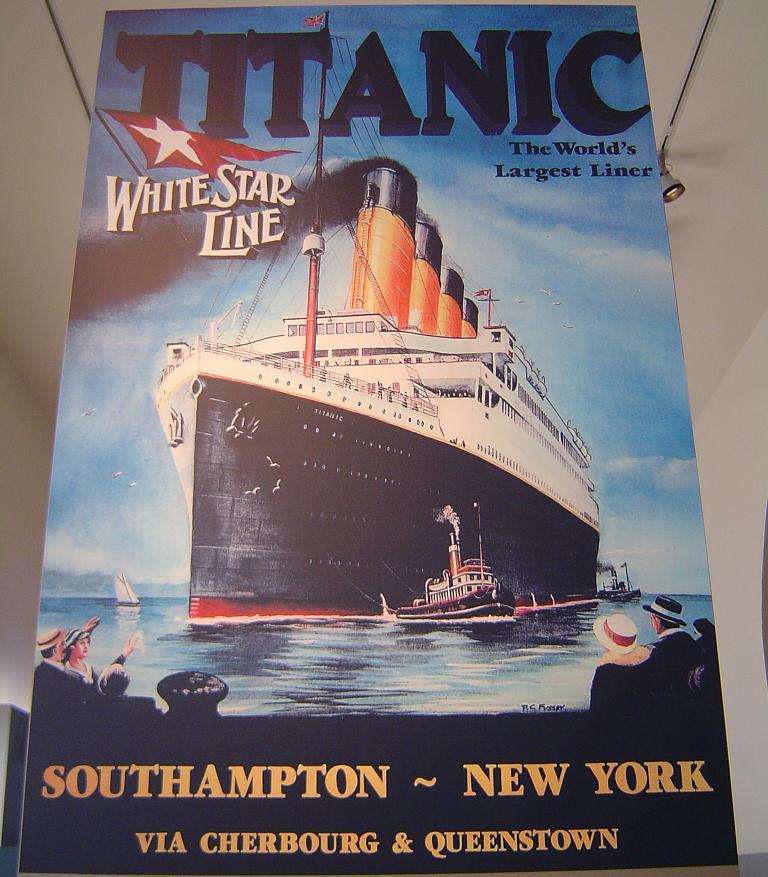 TITANIC
The World's
Largest Liner
WHITE STAR
LINE
TITANIC
SOUTHAMPTON ~ NEW YORK
VIA CHERBOURG & QUEENSTOWN